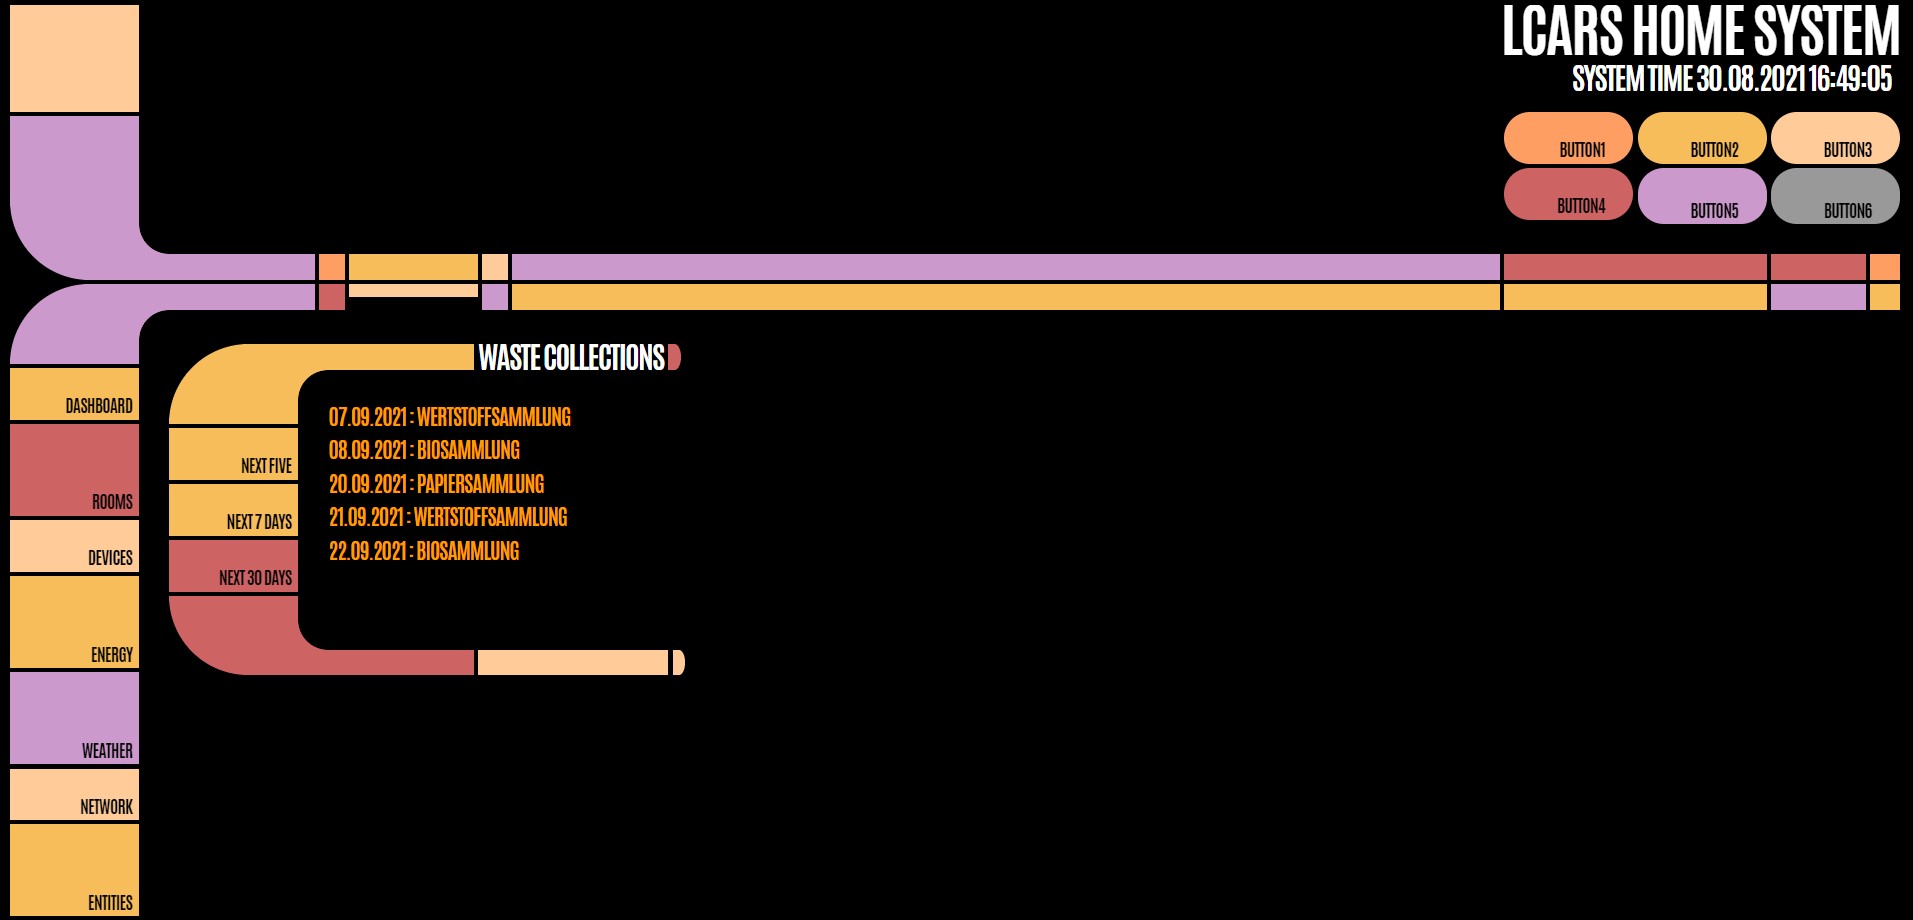 LCARS HOME SYSTEM
SYSTEM TIME 30.08.2021 16:49:05
BUTTON1
BUTTON2
BUTTON3
BUTTON4
BUTTON5
BUTTON6
DASHBOARD
ROOMS
DEVICES
ENERGY
WEATHER
NETWORK
ENTITIES
WASTE COLLECTIONS
NEXT FIVE
NEXT 7 DAYS
NEXT 30 DAYS
07.09.2021 : WERTSTOFFSAMMLUNG
08.09.2021 : BIOSAMMLUNG
20.09.2021 : PAPIERSAMMLUNG
21.09.2021 : WERTSTOFFSAMMLUNG
22.09.2021 : BIOSAMMLUNG